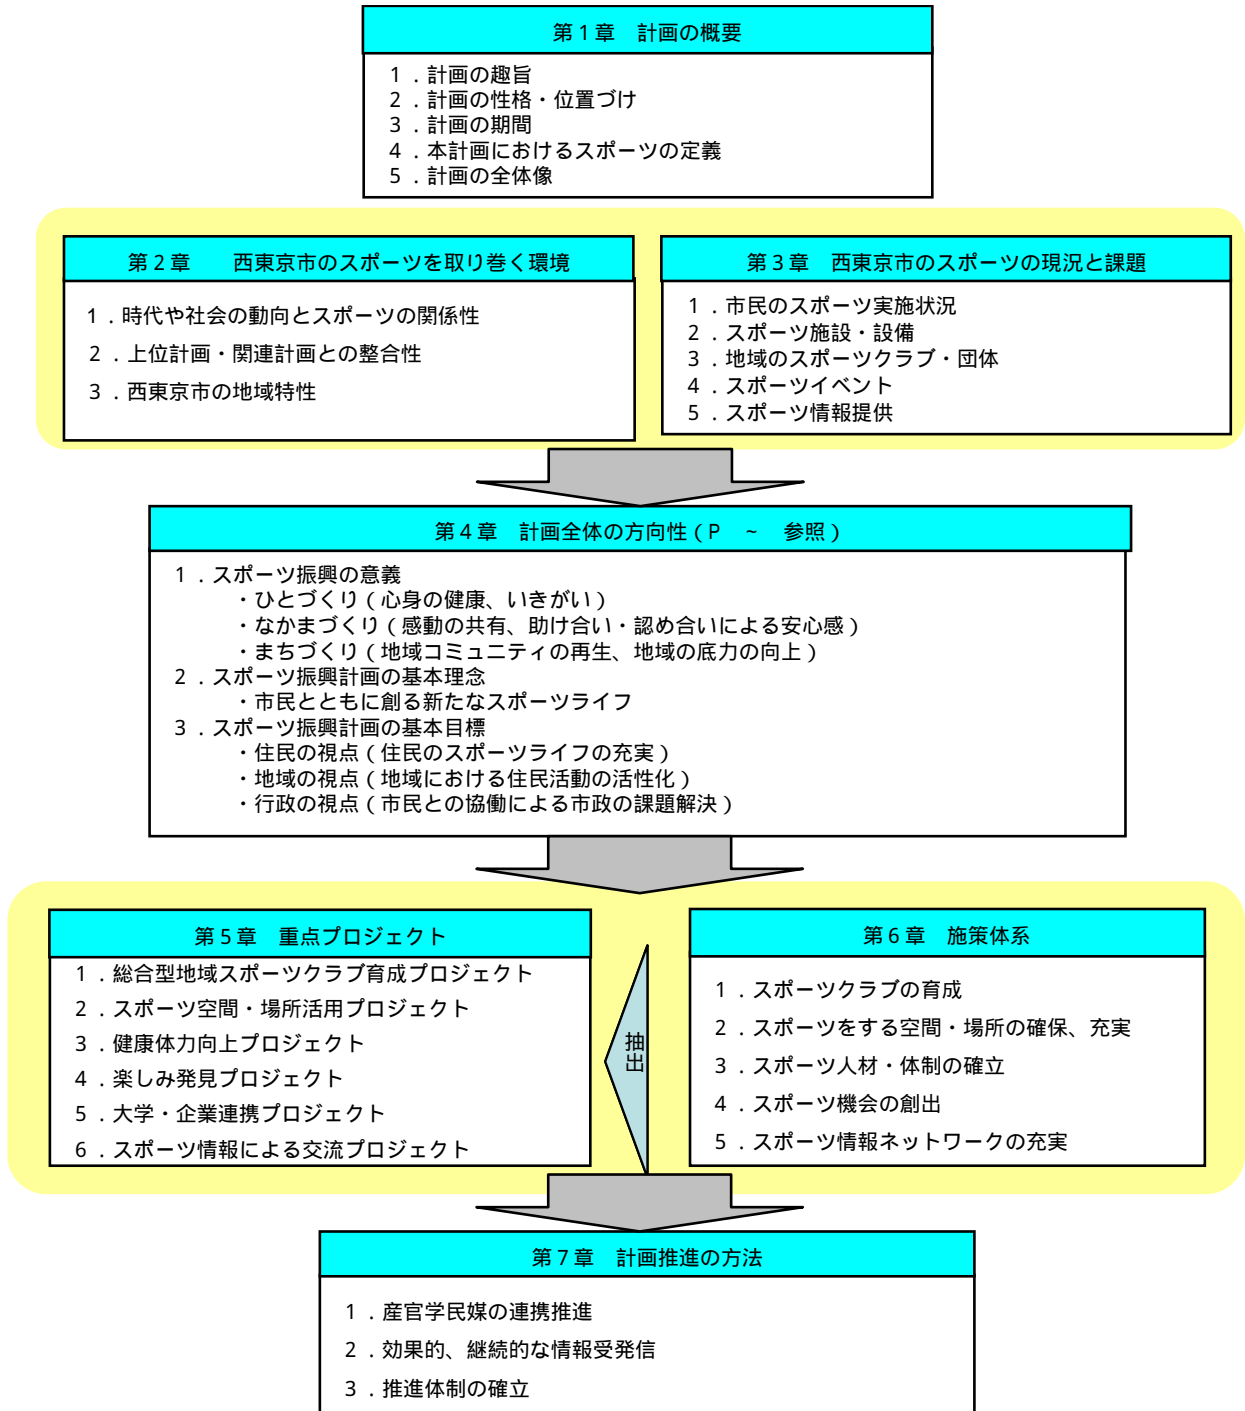 第1章　計画の概要
1．計画の趣旨
2．計画の性格・位置づけ
3．計画の期間
4．本計画におけるスポーツの定義
5．計画の全体像
第2章　　西東京市のスポーツを取り巻く環境
1．時代や社会の動向とスポーツの関係性
2．上位計画・関連計画との整合性
3．西東京市の地域特性
第3章　西東京市のスポーツの現況と課題
1．市民のスポーツ実施状況
2．スポーツ施設・設備
3．地域のスポーツクラブ・団体
4．スポーツイベント
5．スポーツ情報提供
第4章　計画全体の方向性（P　～　参照）
1．スポーツ振興の意義
・ひとづくり（心身の健康、いきがい）
・なかまづくり（感動の共有、助け合い・認め合いによる安心感）
・まちづくり（地域コミュニティの再生、地域の底力の向上）
2．スポーツ振興計画の基本理念
・市民とともに創る新たなスポーツライフ
3．スポーツ振興計画の基本目標
・住民の視点（住民のスポーツライフの充実）
・地域の視点（地域における住民活動の活性化）
・行政の視点（市民との協働による市政の課題解決）
第5章　重点プロジェクト
1．総合型地域スポーツクラブ育成プロジェクト
2．スポーツ空間・場所活用プロジェクト
3．健康体力向上プロジェクト
4．楽しみ発見プロジェクト
5．大学・企業連携プロジェクト
6．スポーツ情報による交流プロジェクト
抽出
第6章　施策体系
1．スポーツクラブの育成
2．スポーツをする空間・場所の確保、充実
3．スポーツ人材・体制の確立
4．スポーツ機会の創出
5．スポーツ情報ネットワークの充実
第7章　計画推進の方法
1．産官学民媒の連携推進
2．効果的、継続的な情報受発信
3．推進体制の確立